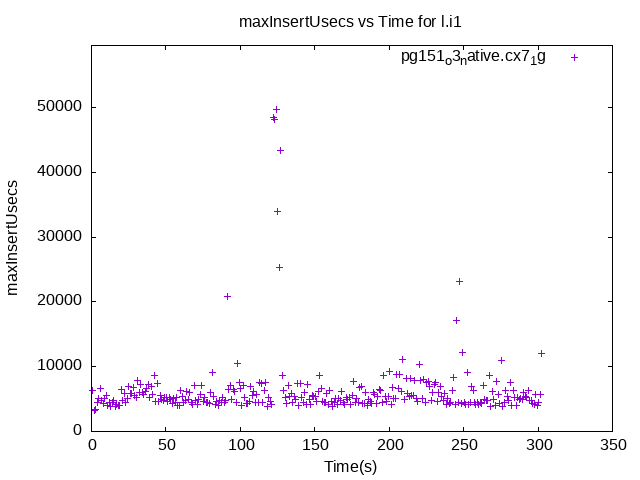 maxInsertUsecs vs Time for l.i1
pg151o3native.cx71g
50000
40000
30000
20000
10000
0
maxInsertUsecs
0 50 100 150 200 250 300 350
Time(s)